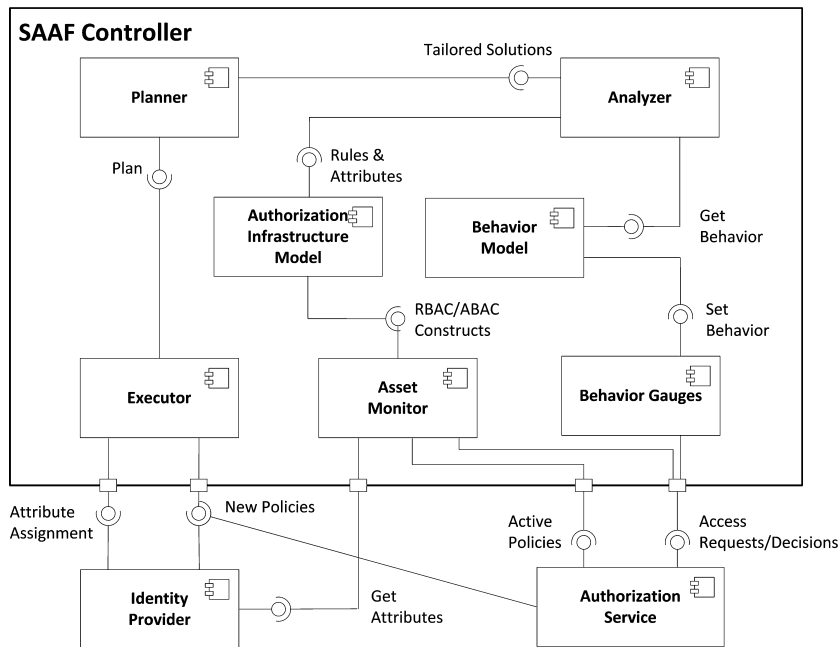 SAAF Controller
Tailored Solutions
Planner
Analyzer
Plan
Rules &
Attributes
Authorization
Infrastructure
Model
Behavior
Model
Get
Behavior
RBAC/ABAC
Constructs
Set
Behavior
Executor
Asset
Monitor
Behavior Gauges
Attribute
Assignment
New Policies
Active
Policies
Access
Requests/Decisions
Identity
Provider
Get
Attributes
Authorization
Service